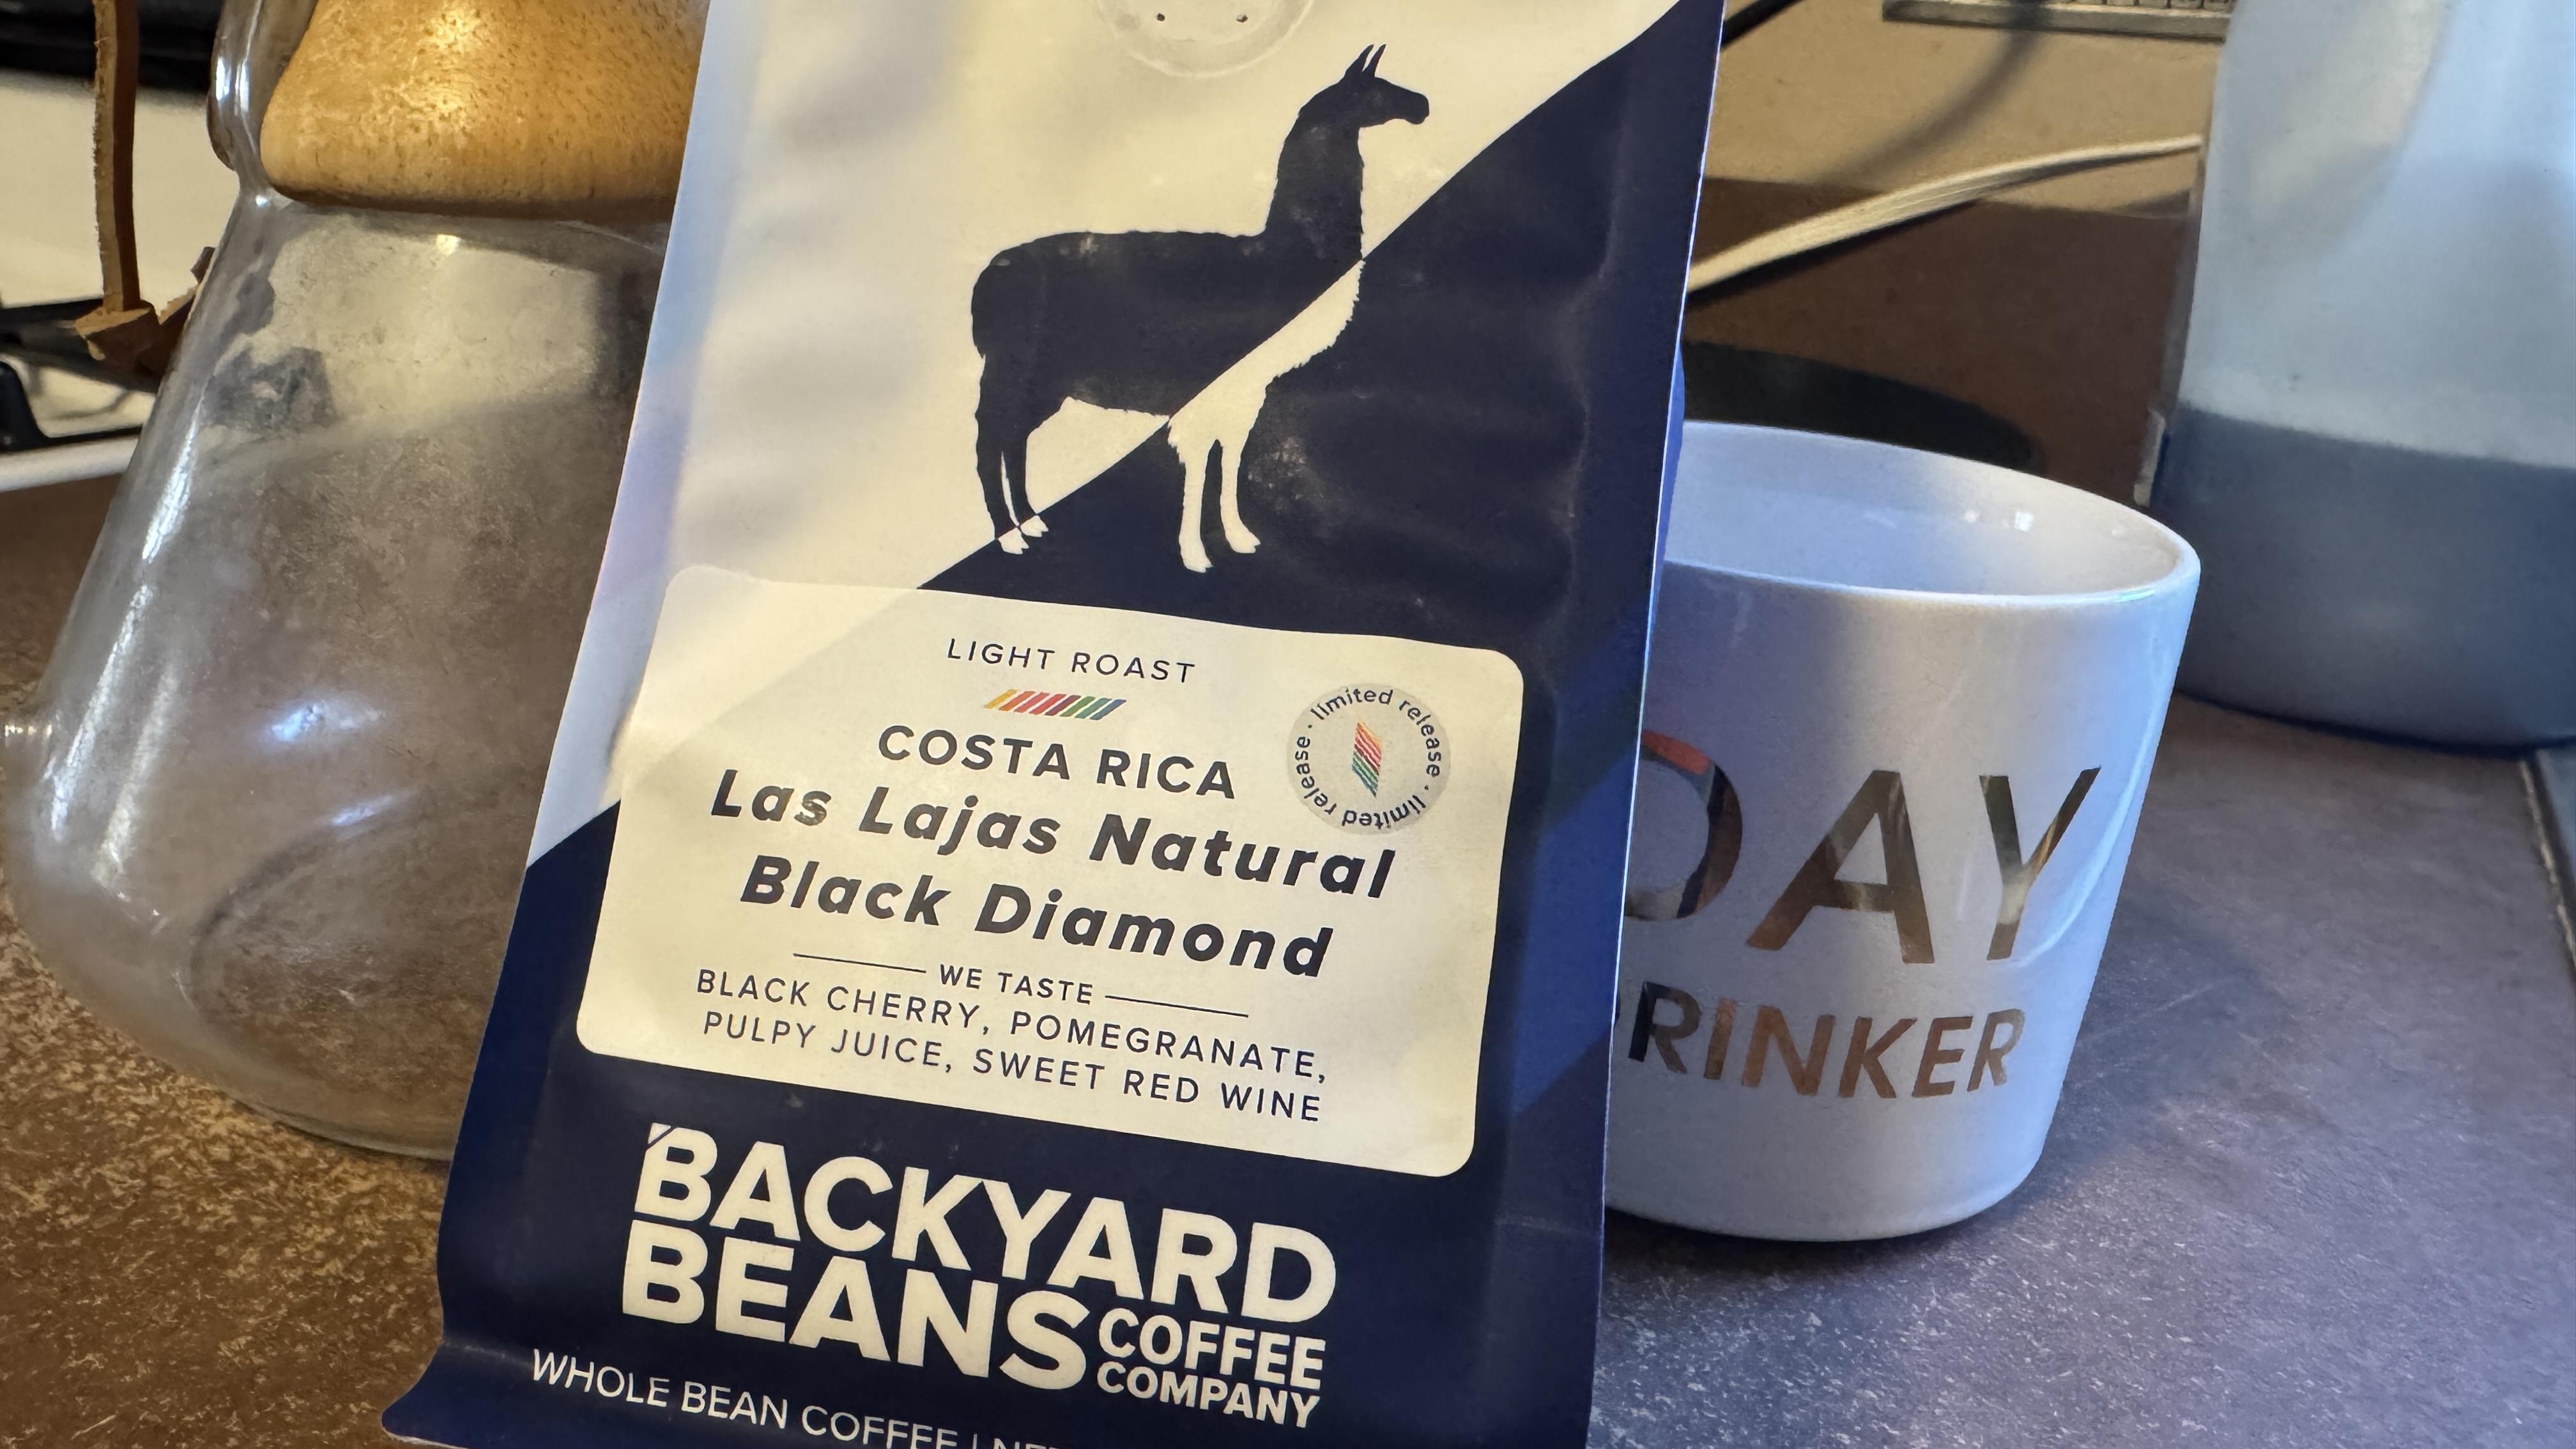 LIGHT ROAST
COSTA RICA
limited release · limited release ·
Las Lajas Natural
Black Diamond
WE TASTE
BLACK CHERRY, POMEGRANATE,
PULPY JUICE, SWEET RED WINE
BACKYARD
BEANS
COFFEE
COMPANY
WHOLE BEAN COFFEE |
DAY
RINKER